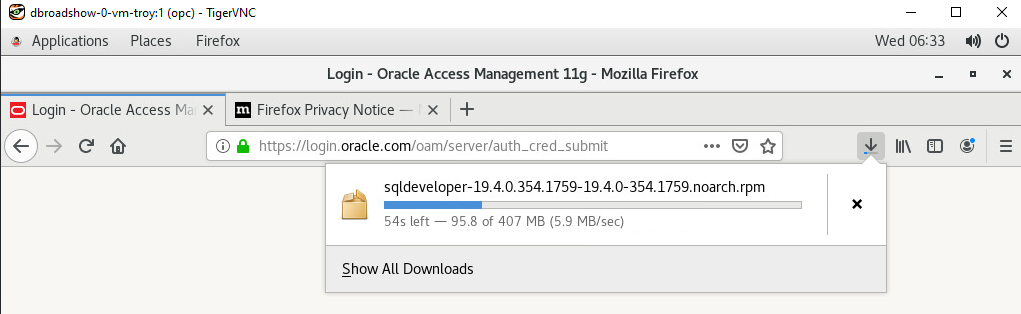 dbroadshow-0-vm-troy:1 (opc) - TigerVNC
Applications Places Firefox Wed 06:33
Login - Oracle Access Management 11g - Mozilla Firefox
Login - Oracle Access Ma Firefox Privacy Notice —
https://login.oracle.com/oam/server/auth_cred_submit
sqldeveloper-19.4.0.354.1759-19.4.0-354.1759.noarch.rpm
54s left — 95.8 of 407 MB (5.9 MB/sec)
Show All Downloads